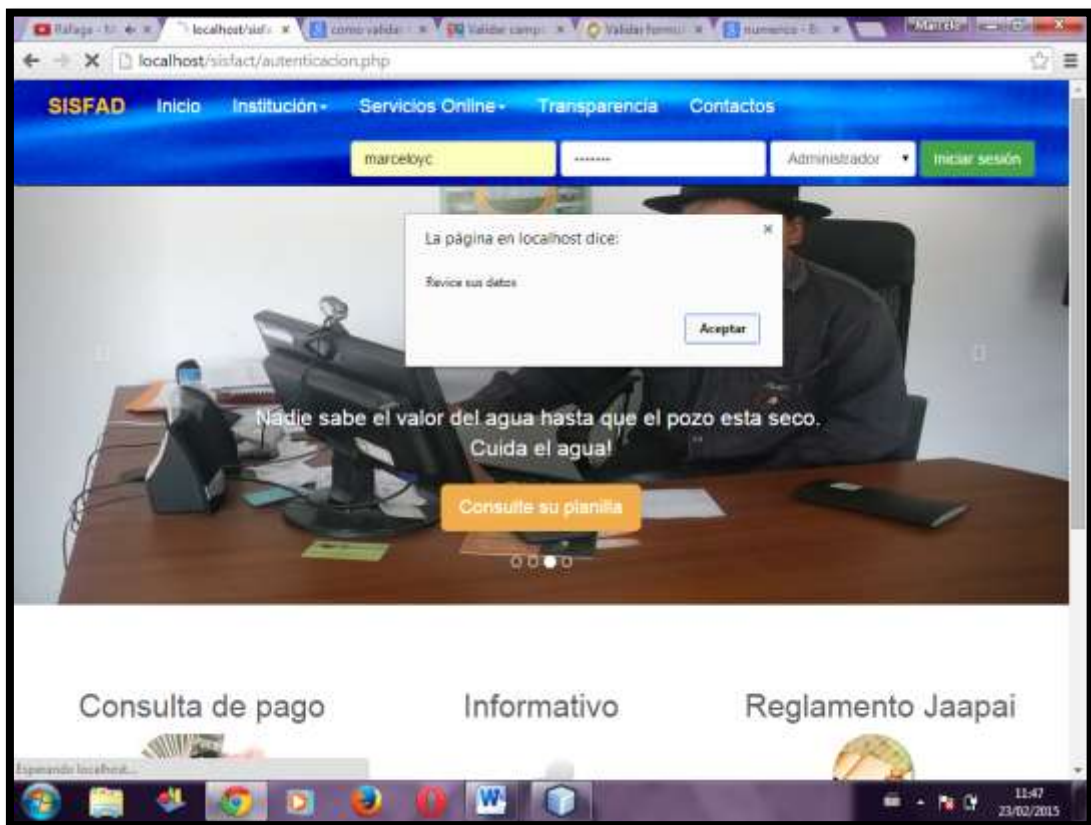 localhost/sisfact/autenticacion.php
SISFAD Inicio Institución Servicios Online Transparencia Contactos
marceloyc ······· Administrador Iniciar sesión
La página en localhost dice:
Revice sus datos
Aceptar
Nadie sabe el valor del agua hasta que el pozo esta seco.
Cuida el agua!
Consulte su planilla
Consulta de pago Informativo Reglamento Jaapai
Esperando localhost...
11:47
23/02/2015